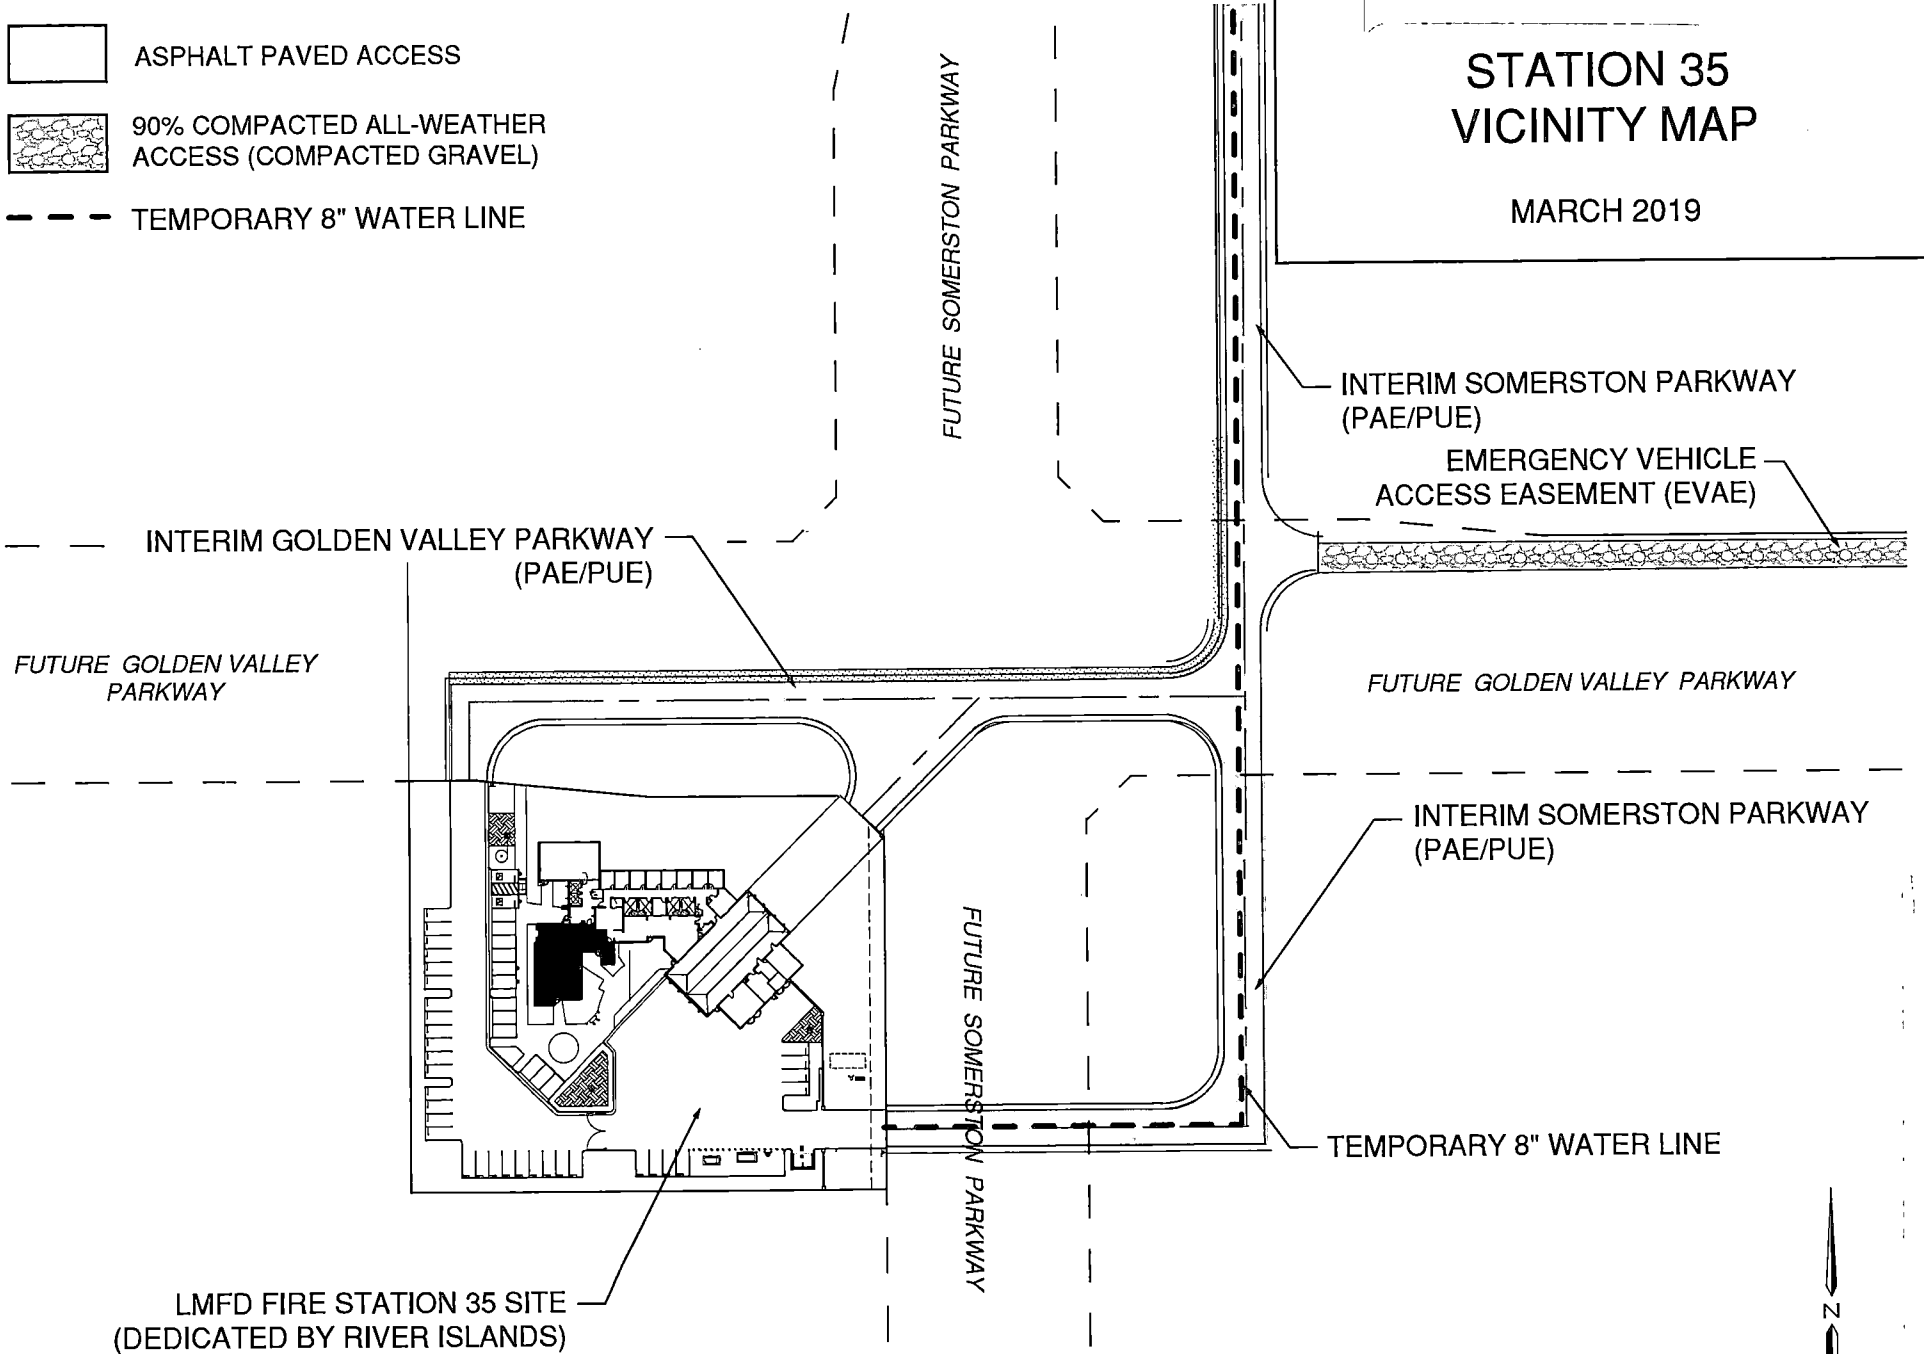 ASPHALT PAVED ACCESS
90% COMPACTED ALL-WEATHER
ACCESS (COMPACTED GRAVEL)
TEMPORARY 8" WATER LINE
STATION 35
VICINITY MAP
MARCH 2019
FUTURE SOMERSTON PARKWAY
INTERIM SOMERSTON PARKWAY
(PAE/PUE)
EMERGENCY VEHICLE
ACCESS EASEMENT (EVAE)
INTERIM GOLDEN VALLEY PARKWAY
(PAE/PUE)
FUTURE GOLDEN VALLEY
PARKWAY
FUTURE GOLDEN VALLEY PARKWAY
INTERIM SOMERSTON PARKWAY
(PAE/PUE)
FUTURE SOMERSTON PARKWAY
TEMPORARY 8" WATER LINE
LMFD FIRE STATION 35 SITE
(DEDICATED BY RIVER ISLANDS)
N